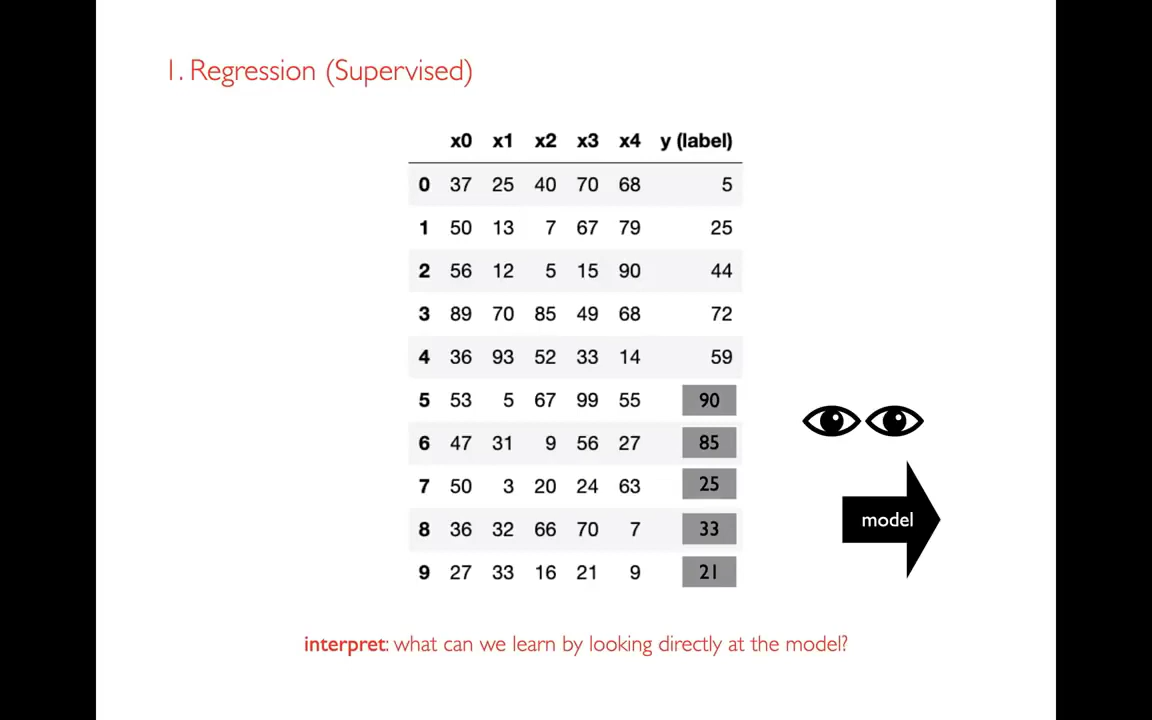 1. Regression (Supervised)
x0 x1 x2 x3 x4 y (label)
0 37 25 40 70 68 5
1 50 13 7 67 79 25
2 56 12 5 15 90 44
3 89 70 85 49 68 72
4 36 93 52 33 14 59
5 53 5 67 99 55 90
6 47 31 9 56 27 85
7 50 3 20 24 63 25
8 36 32 66 70 7 33
9 27 33 16 21 9 21
model
interpret: what can we learn by looking directly at the model?